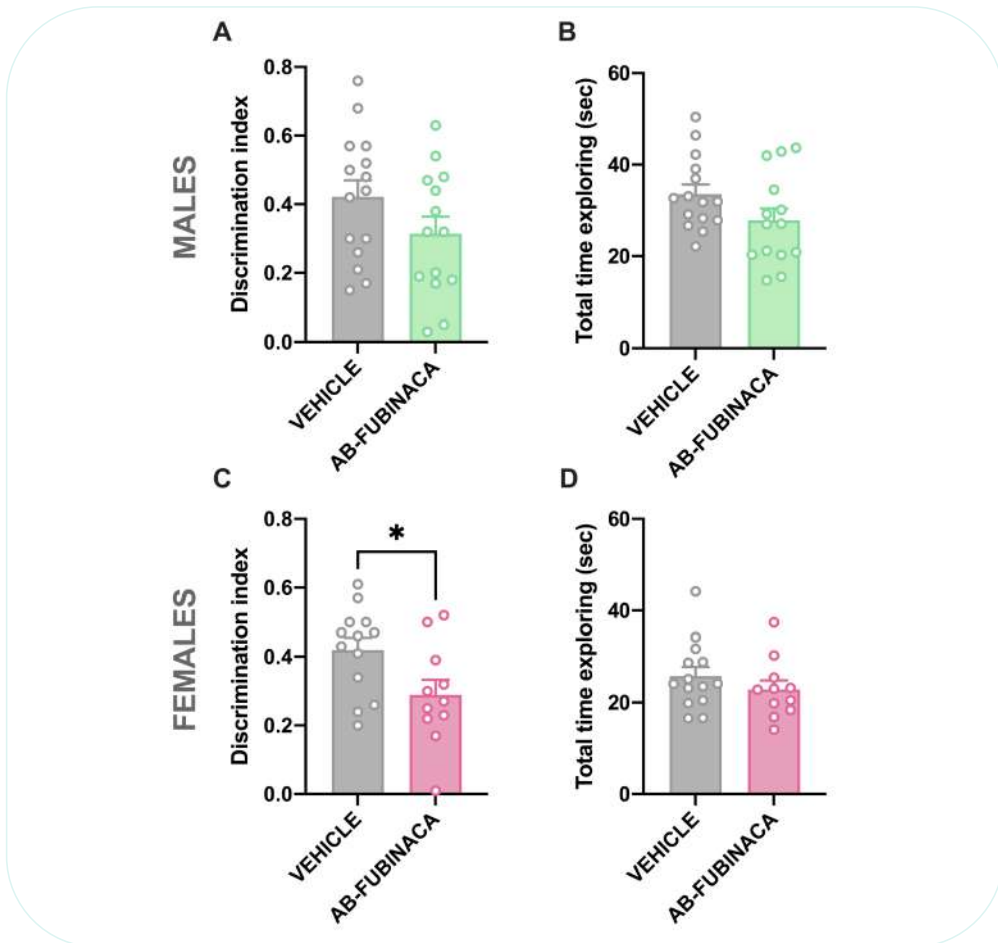 A
MALES
Discrimination index
0.8
0.6
0.4
0.2
0.0
VEHICLE
AB-FUBINACA
B
Total time exploring (sec)
60
40
20
0
VEHICLE
AB-FUBINACA
C
FEMALES
Discrimination index
0.8
0.6
0.4
0.2
0.0
*
VEHICLE
AB-FUBINACA
D
Total time exploring (sec)
60
40
20
0
VEHICLE
AB-FUBINACA